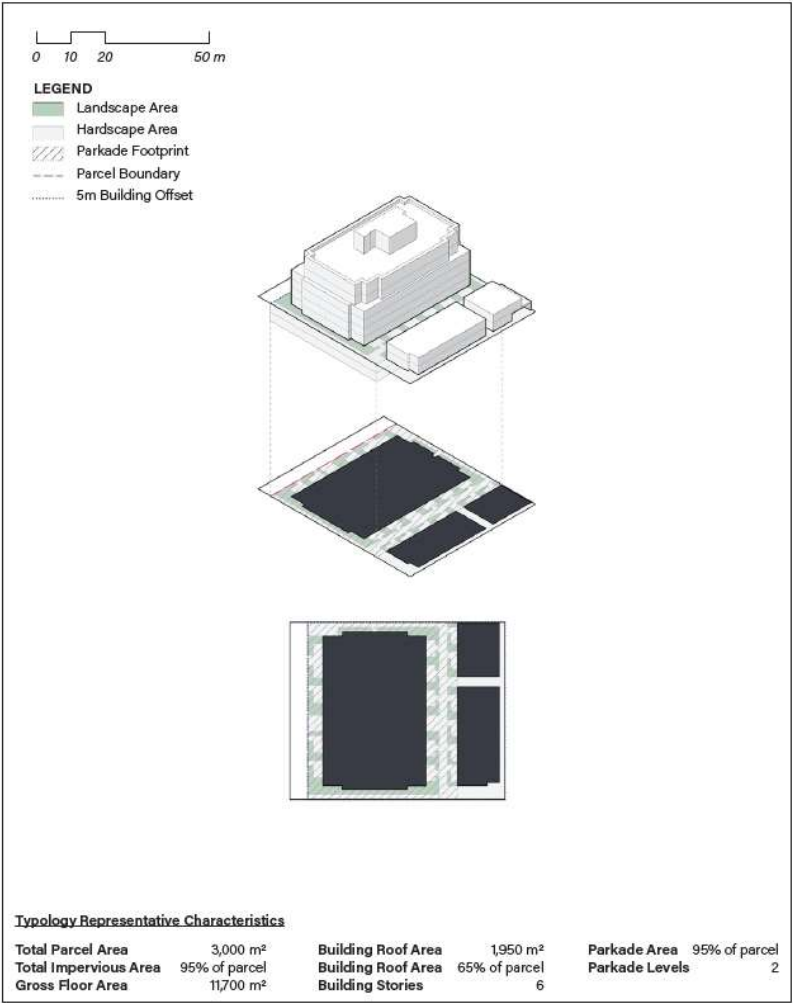 0 10 20 50 m
LEGEND
Landscape Area
Hardscape Area
Parkade Footprint
Parcel Boundary
5m Building Offset
Typology Representative Characteristics
Total Parcel Area 3,000 m² Building Roof Area 1,950 m² Parkade Area 95% of parcel
Total Impervious Area 95% of parcel Building Roof Area 65% of parcel Parkade Levels 2
Gross Floor Area 11,700 m² Building Stories 6